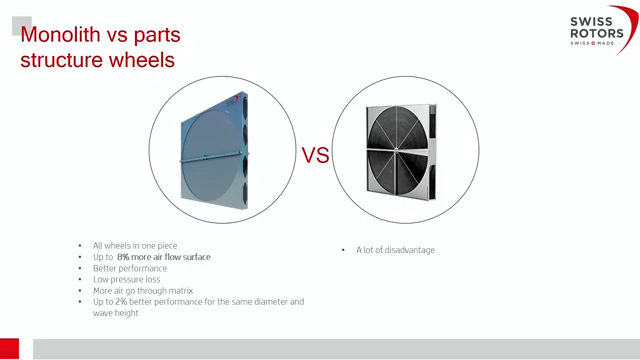 Monolith vs parts
structure wheels
SWISS
ROTORS
SWISS MADE
VS
• All wheels in one piece
• Up to 8% more air flow surface
• Better performance
• Low pressure loss
• More air go through matrix
• Up to 2% better performance for the same diameter and
wave height
• A lot of disadvantage